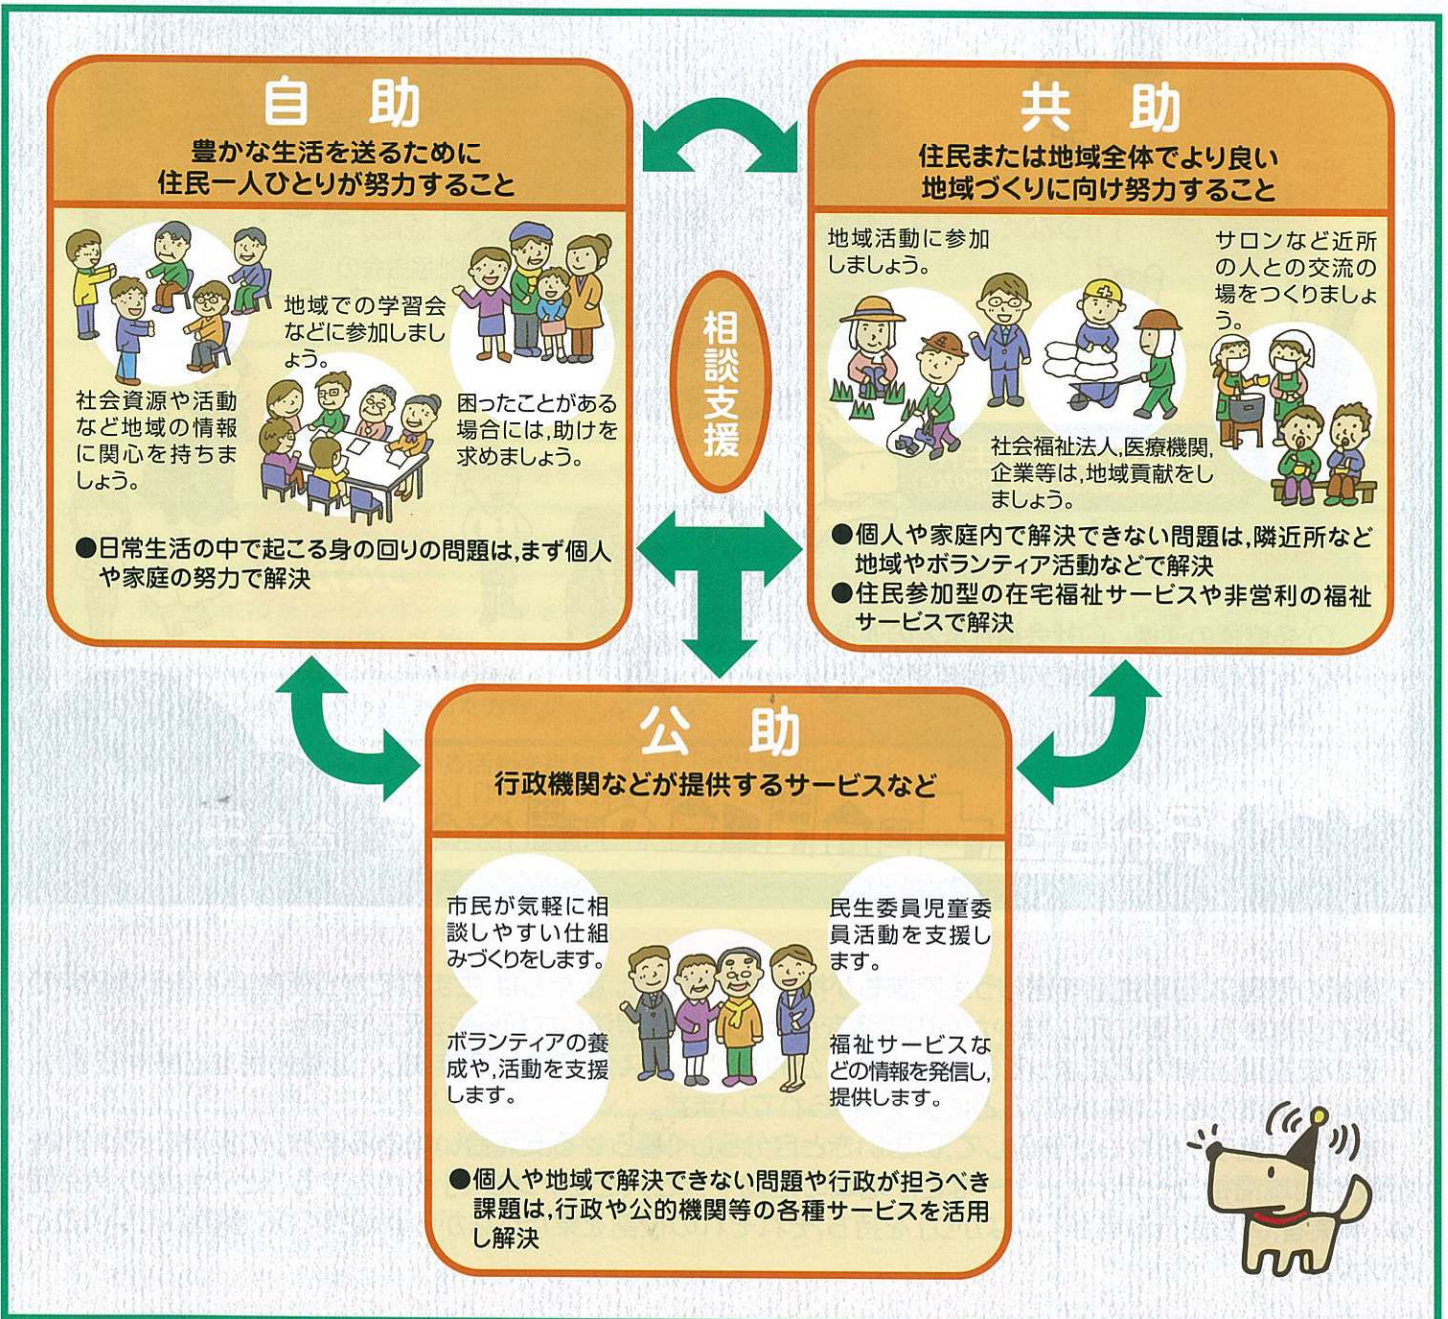 自助
豊かな生活を送るために
住民一人ひとりが努力すること
社会資源や活動
など地域の情報
に関心を持ちま
しょう。
地域での学習会
などに参加しまし
ょう。
困ったことがある
場合には,助けを
求めましょう。
●日常生活の中で起こる身の回りの問題は,まず個人
や家庭の努力で解決
相談支援
共助
住民または地域全体でより良い
地域づくりに向け努力すること
地域活動に参加
しましょう。
社会福祉法人,医療機関,
企業等は,地域貢献をし
ましょう。
サロンなど近所
の人との交流の
場をつくりましょ
う。
●個人や家庭内で解決できない問題は,隣近所など
地域やボランティア活動などで解決
●住民参加型の在宅福祉サービスや非営利の福祉
サービスで解決
公助
行政機関などが提供するサービスなど
市民が気軽に相
談しやすい仕組
みづくりをします。
ボランティアの養
成や,活動を支援
します。
民生委員児童委
員活動を支援し
ます。
福祉サービスな
どの情報を発信し,
提供します。
●個人や地域で解決できない問題や行政が担うべき
課題は,行政や公的機関等の各種サービスを活用
し解決